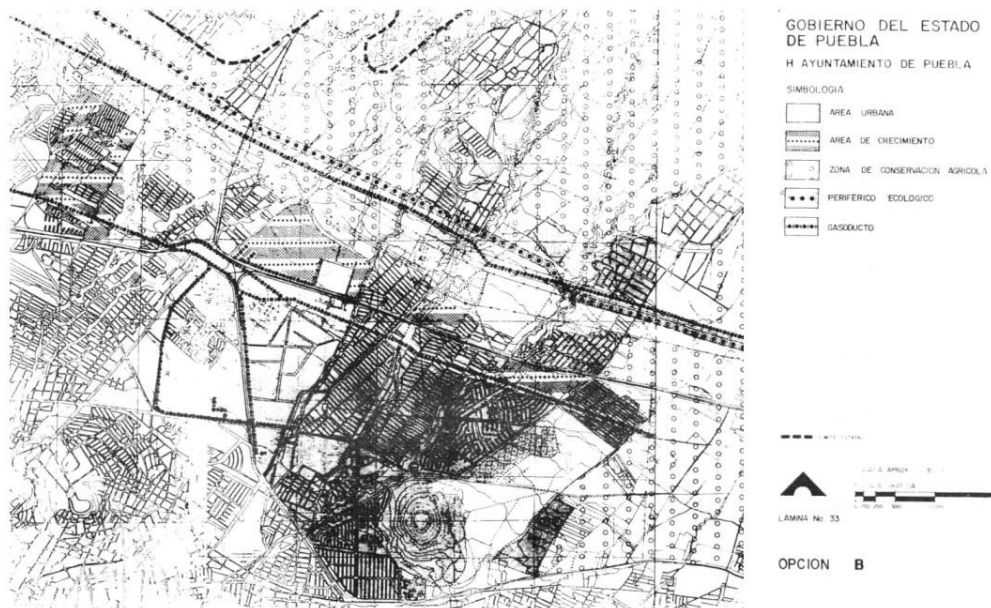 GOBIERNO DEL ESTADO
DE PUEBLA
H AYUNTAMIENTO DE PUEBLA
SIMBOLOGIA
AREA URBANA
AREA DE CRECIMIENTO
ZONA DE CONSERVACION AGRICOLA
PERIFÉRICO ECOLOGICO
GASODUCTO
LAMINA No 33
OPCION B